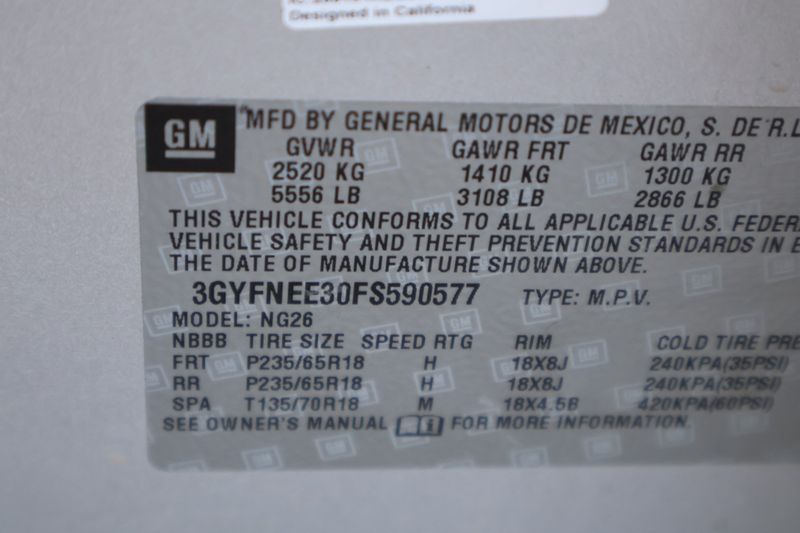 Designed in California
GM
MFD BY GENERAL MOTORS DE MEXICO, S. DE R.L
GVWR GAWR FRT GAWR RR
2520 KG 1410 KG 1300 KG
5556 LB 3108 LB 2866 LB
THIS VEHICLE CONFORMS TO ALL APPLICABLE U.S. FEDERA
VEHICLE SAFETY AND THEFT PREVENTION STANDARDS IN E
THE DATE OF MANUFACTURE SHOWN ABOVE.
3GYFNEE30FS590577 TYPE: M.P.V.
MODEL: NG26
NBBB TIRE SIZE SPEED RTG RIM COLD TIRE PRE
FRT P235/65R18 H 18X8J 240KPA(35PSI)
RR P235/65R18 H 18X8J 240KPA(35PSI)
SPA T135/70R18 M 18X4.5B 420KPA(60PSI)
SEE OWNER'S MANUAL i FOR MORE INFORMATION.